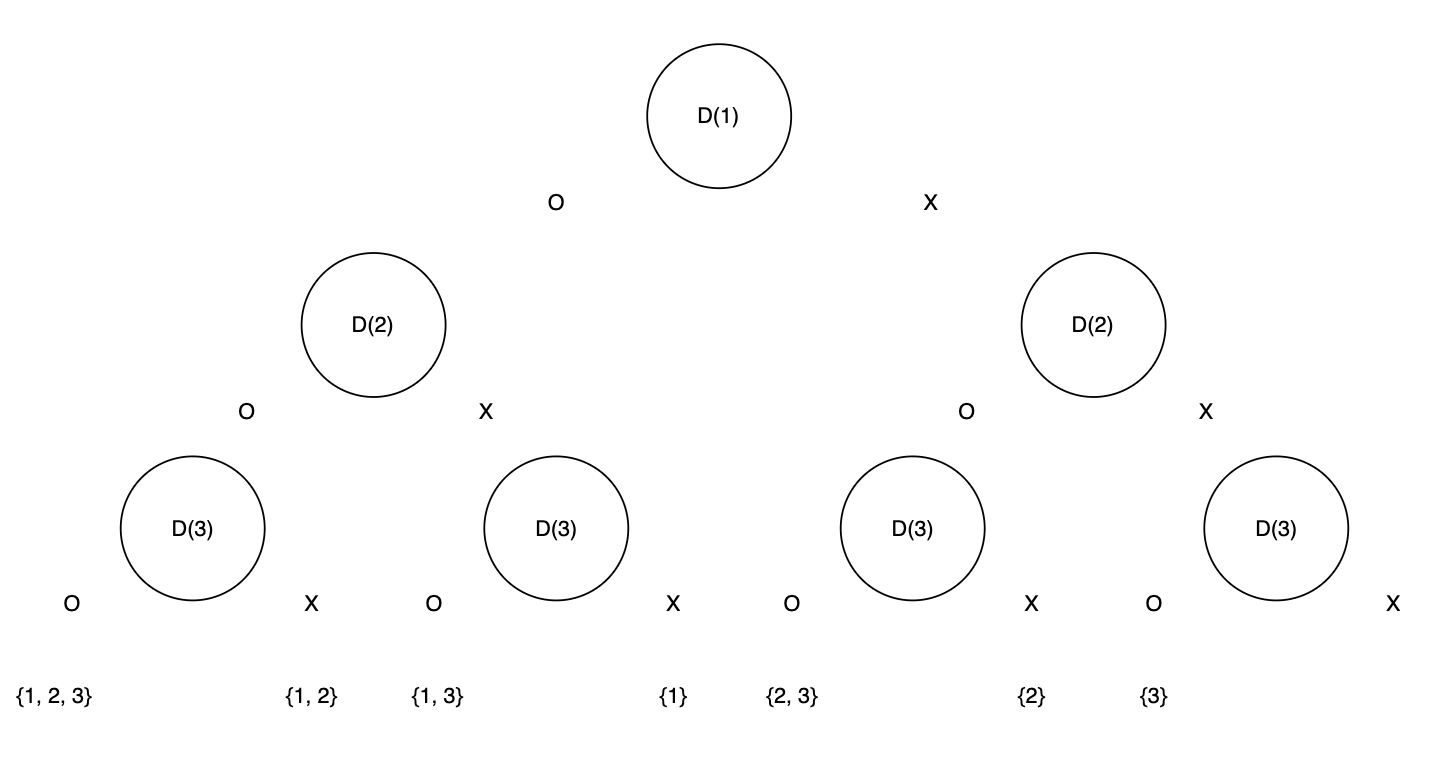 D(1)
O X
D(2) D(2)
O X O X
D(3) D(3) D(3) D(3)
O X O X O X O X
{1, 2, 3} {1, 2} {1, 3} {1} {2, 3} {2} {3}